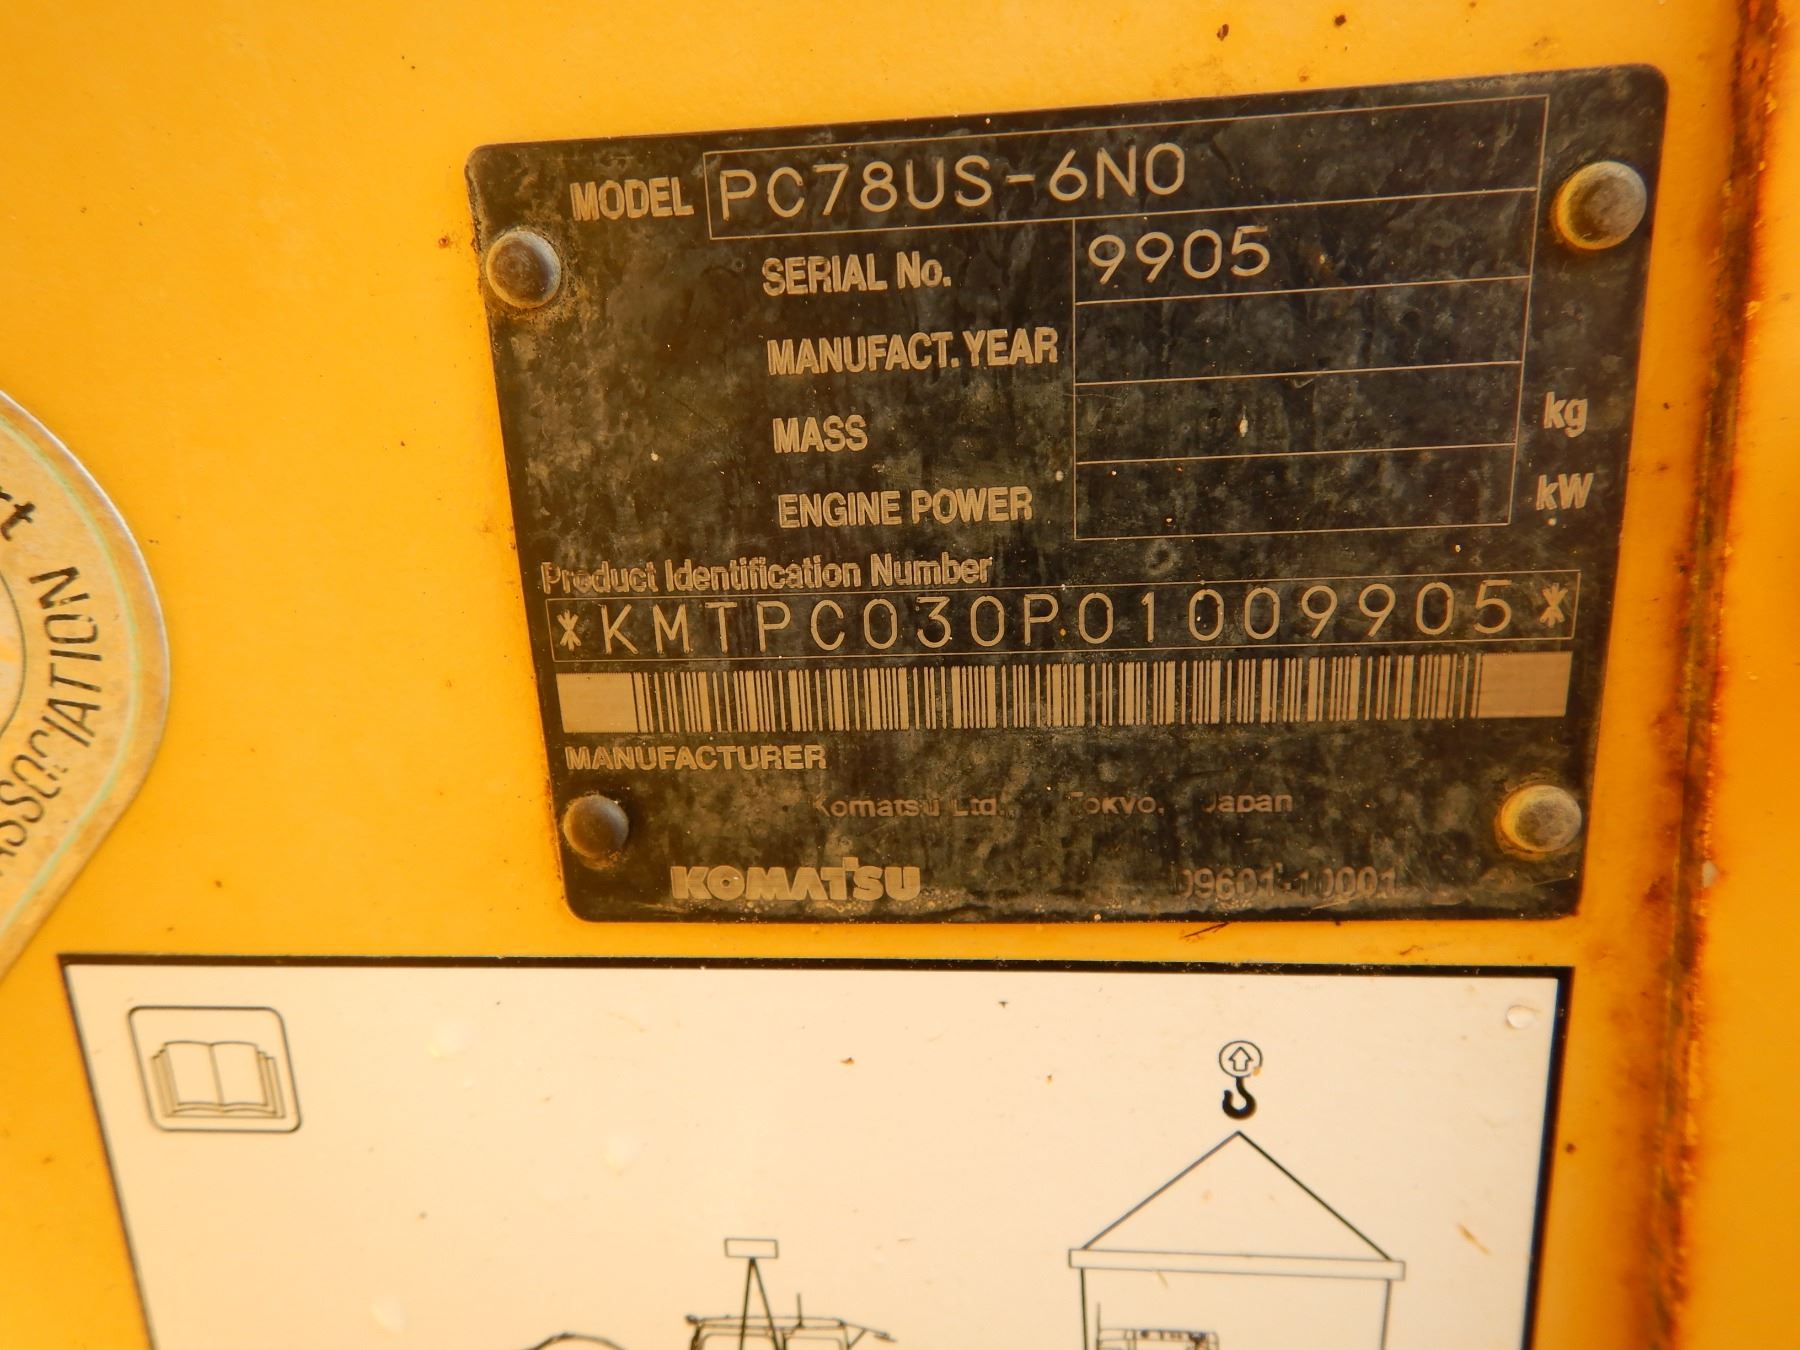 MODEL PC78US-6N0
SERIAL No. 9905
MANUFACT. YEAR
MASS kg
ENGINE POWER kW
Product Identification Number
*KMTPC030P01009905*
MANUFACTURER
Komatsu Ltd. Tokyo, Japan
KOMATSU 09601-10001
ASSOCIATION